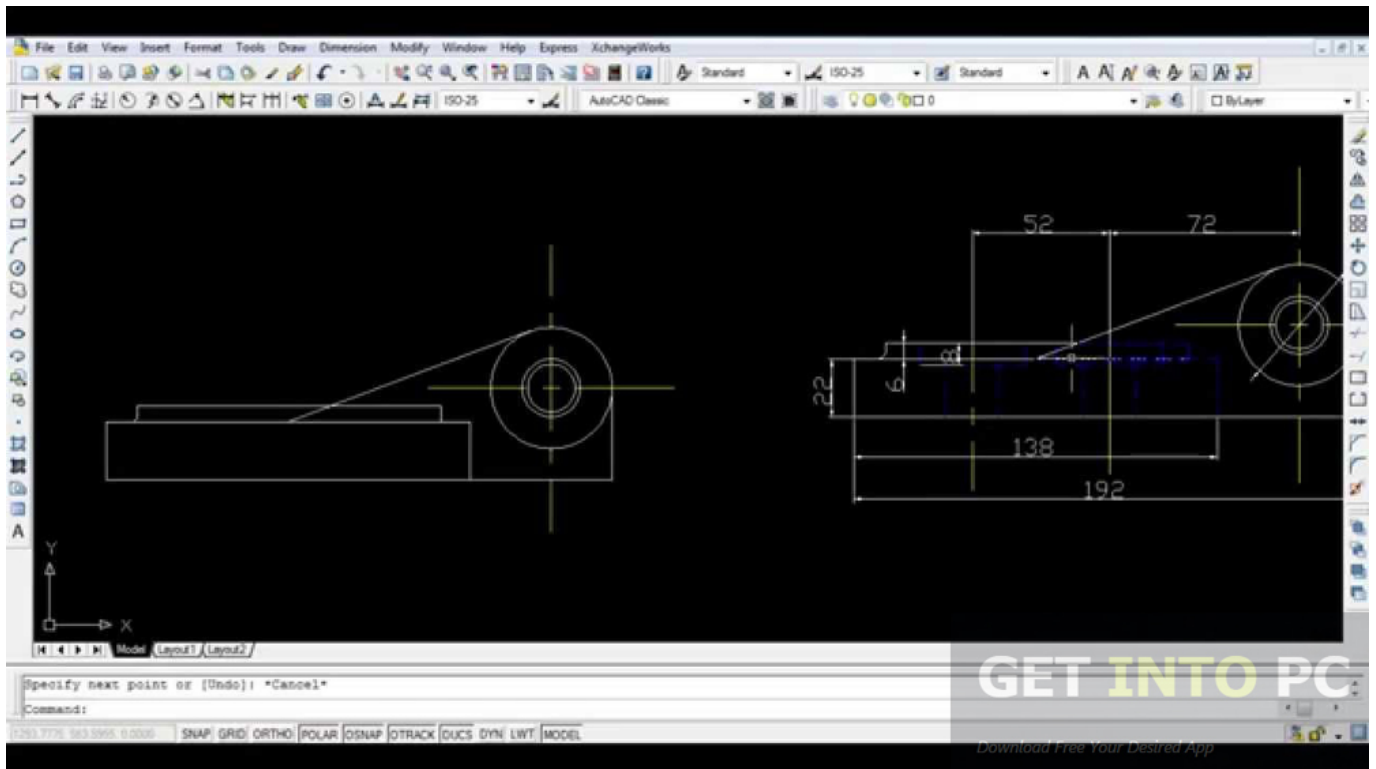 File Edit View Insert Format Tools Draw Dimension Modify Window Help Express XchangeWorks
Standard ISO-25 Standard
ISO-25 AutoCAD Classic 0 ByLayer
52 72
8
6
22
138
192
Y
X
Model Layout1 Layout2
Specify next point or [Undo]: *Cancel*
Command:
SNAP GRID ORTHO POLAR OSNAP OTRACK DUCS DYN LWT MODEL
GET INTO PC
Download Free Your Desired App